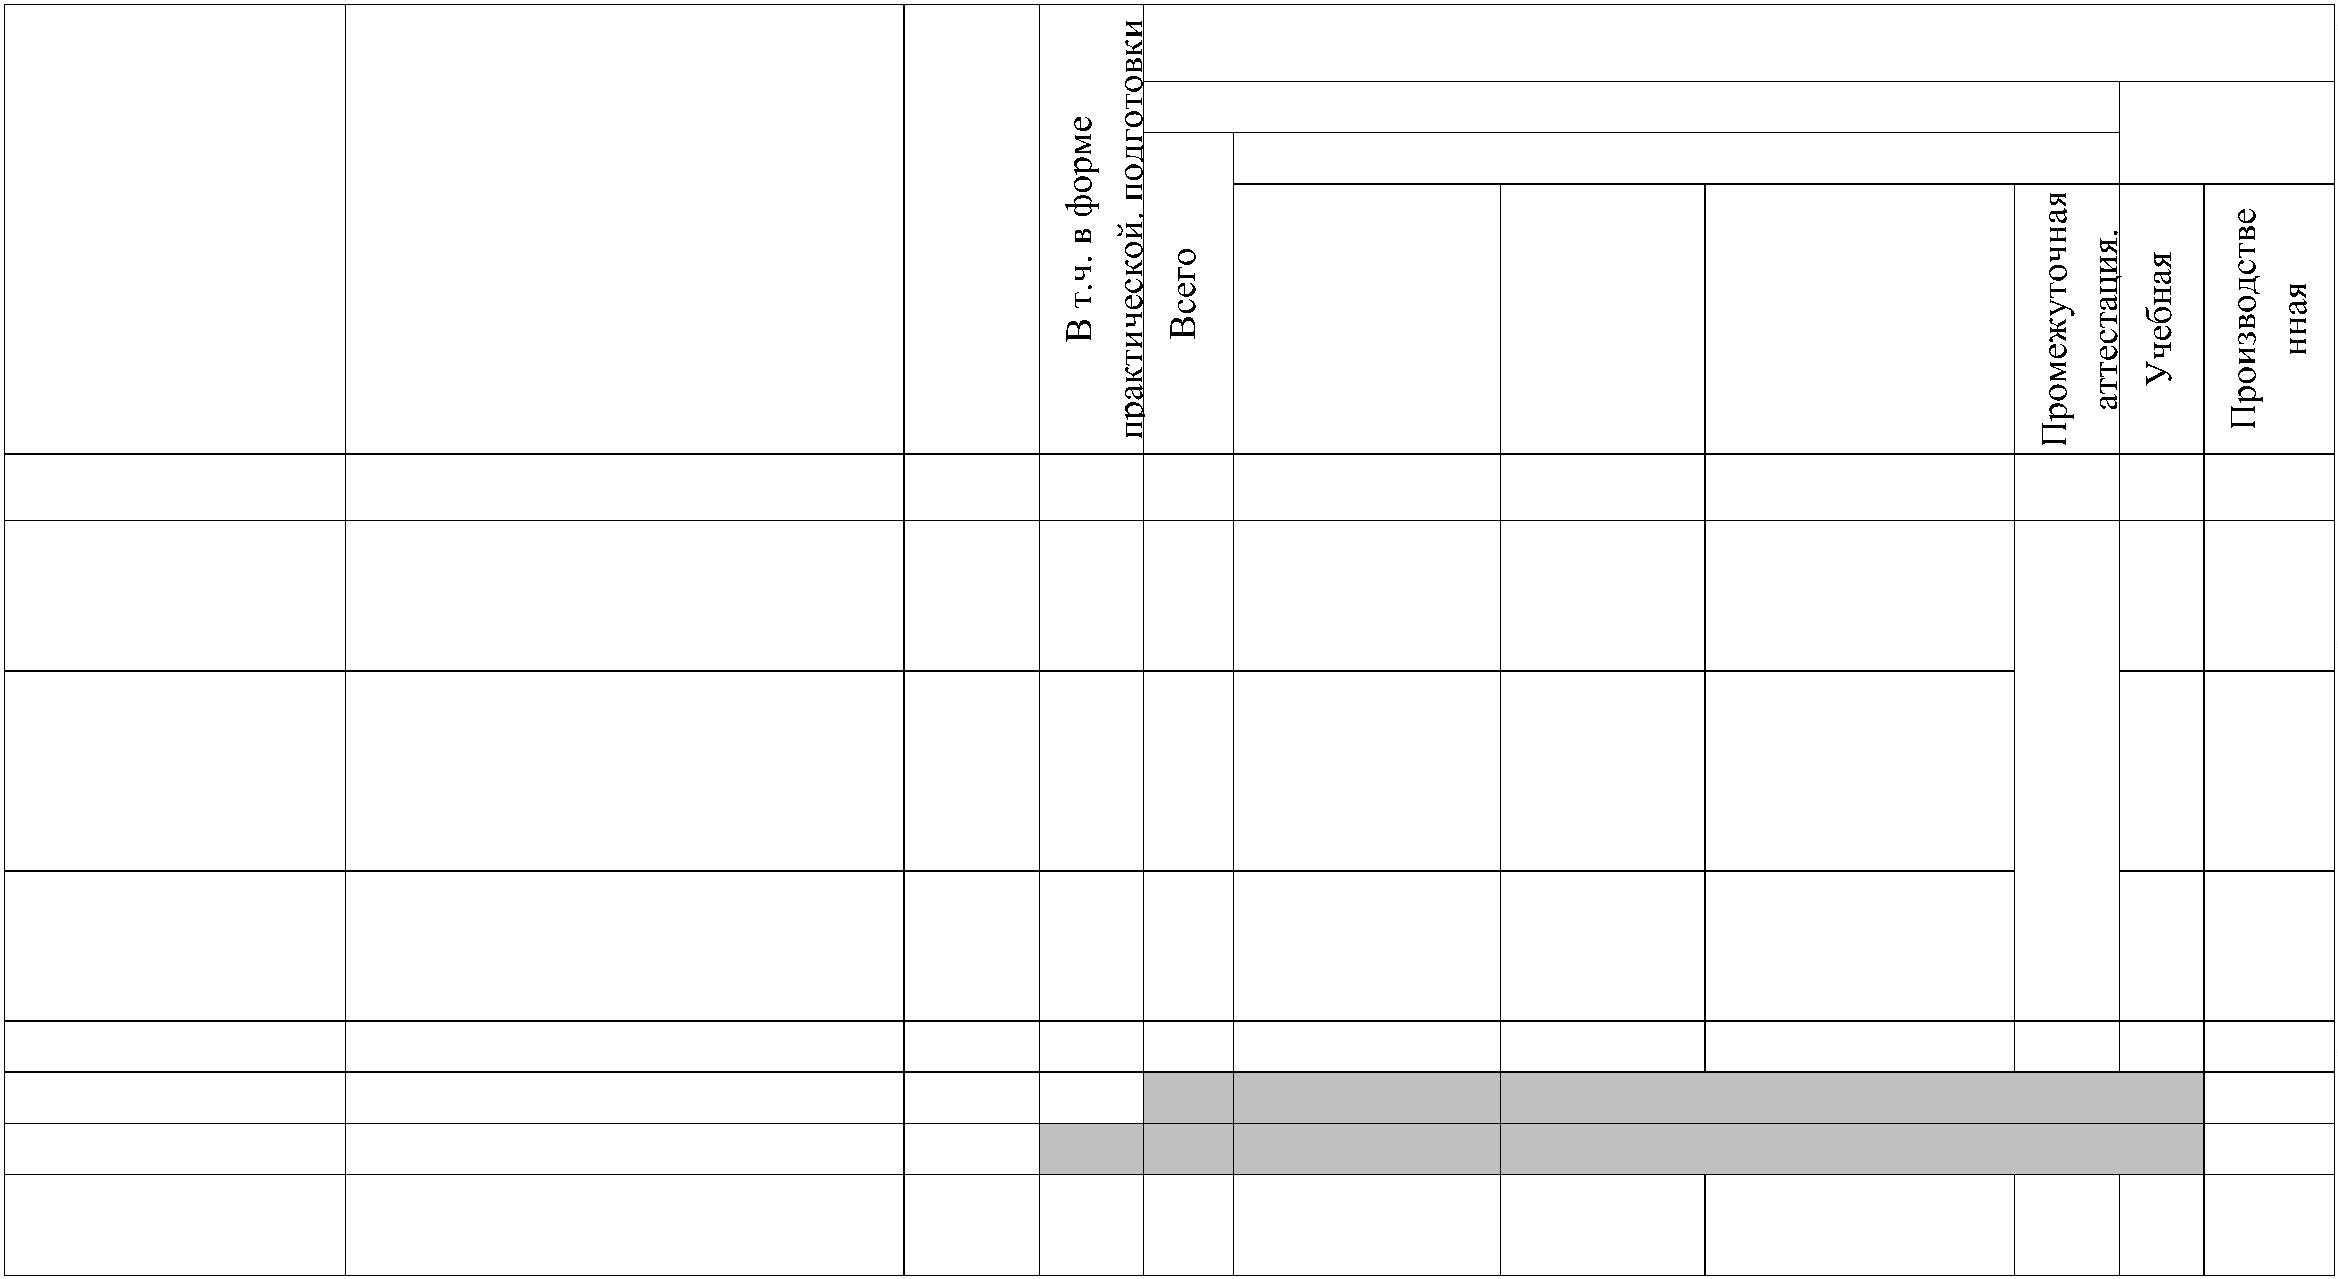 В т.ч. в форме
практической. подготовки
Всего
Промежуточная
аттестация.
Учебная
Производстве
нная